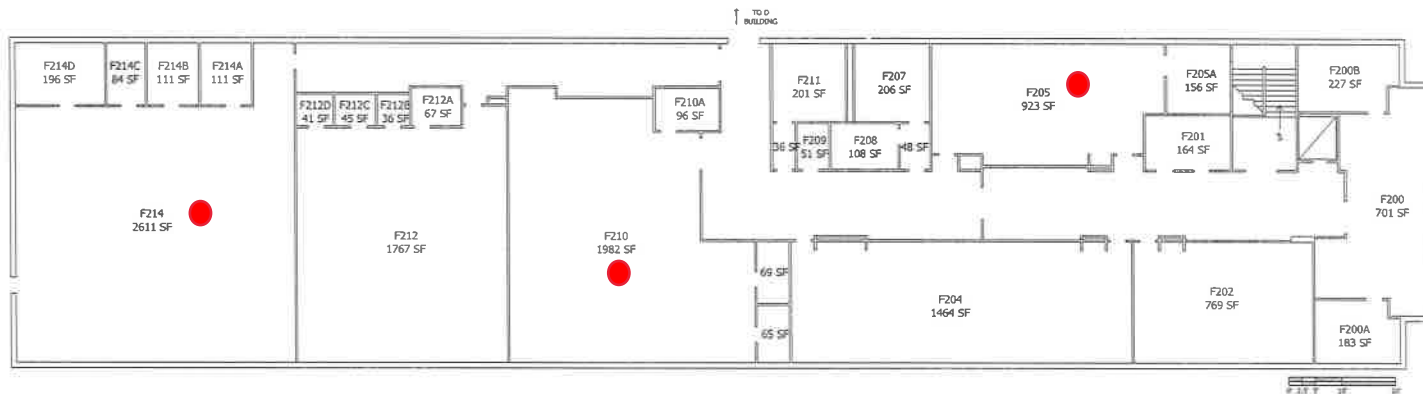 TO D
BUILDING
F214D
196 SF
F214C
84 SF
F214B
111 SF
F214A
111 SF
F212D
41 SF
F212C
45 SF
F212B
36 SF
F212A
67 SF
F210A
96 SF
F211
201 SF
F207
206 SF
F205
923 SF
F205A
156 SF
F200B
227 SF
36 SF
F209
51 SF
F208
108 SF
48 SF
F201
164 SF
F214
2611 SF
F212
1767 SF
F210
1982 SF
F200
701 SF
69 SF
65 SF
F204
1464 SF
F202
769 SF
F200A
183 SF